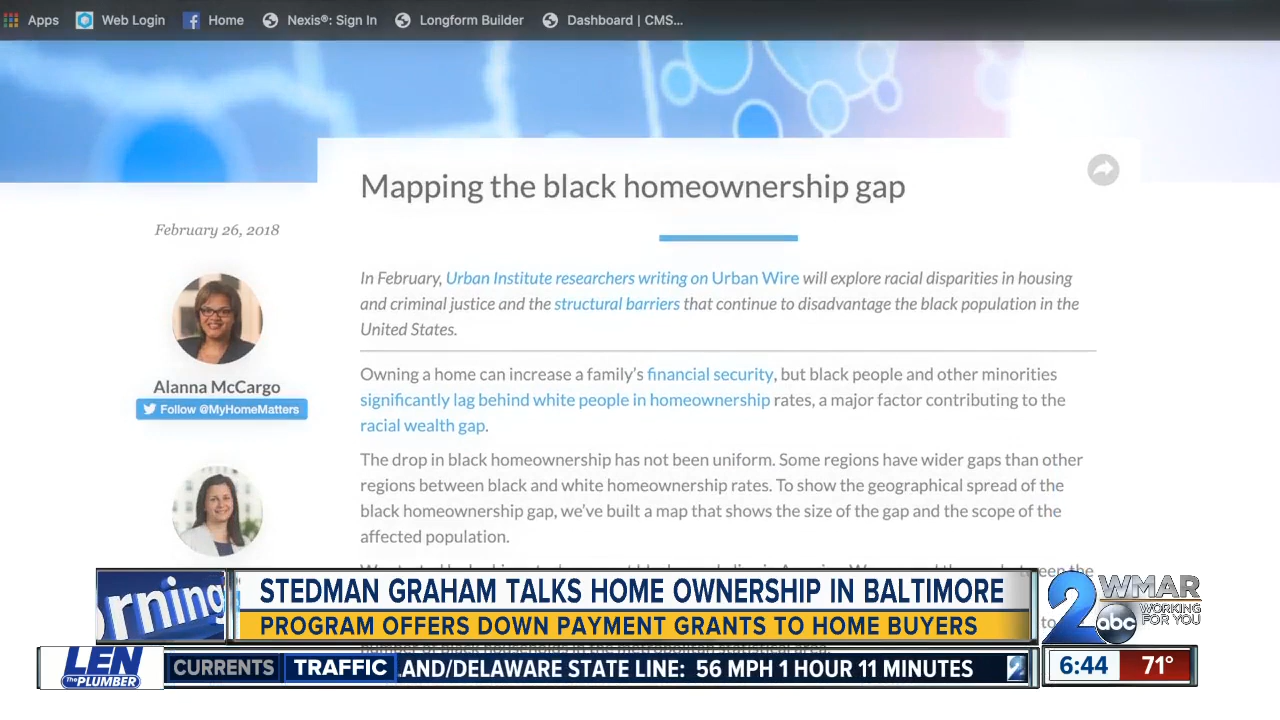 Apps Web Login Home Nexis®: Sign In Longform Builder Dashboard | CMS...
Mapping the black homeownership gap
February 26, 2018
In February, Urban Institute researchers writing on Urban Wire will explore racial disparities in housing
and criminal justice and the structural barriers that continue to disadvantage the black population in the
United States.
Alanna McCargo
Follow @MyHomeMatters
Owning a home can increase a family's financial security, but black people and other minorities
significantly lag behind white people in homeownership rates, a major factor contributing to the
racial wealth gap.
The drop in black homeownership has not been uniform. Some regions have wider gaps than other
regions between black and white homeownership rates. To show the geographical spread of the
black homeownership gap, we've built a map that shows the size of the gap and the scope of the
affected population.
the
to
orning
STEDMAN GRAHAM TALKS HOME OWNERSHIP IN BALTIMORE
PROGRAM OFFERS DOWN PAYMENT GRANTS TO HOME BUYERS
2 WMAR
abc WORKING
FOR YOU
LEN
The PLUMBER
CURRENTS TRAFFIC AND/DELAWARE STATE LINE: 56 MPH 1 HOUR 11 MINUTES 2
6:44 71°